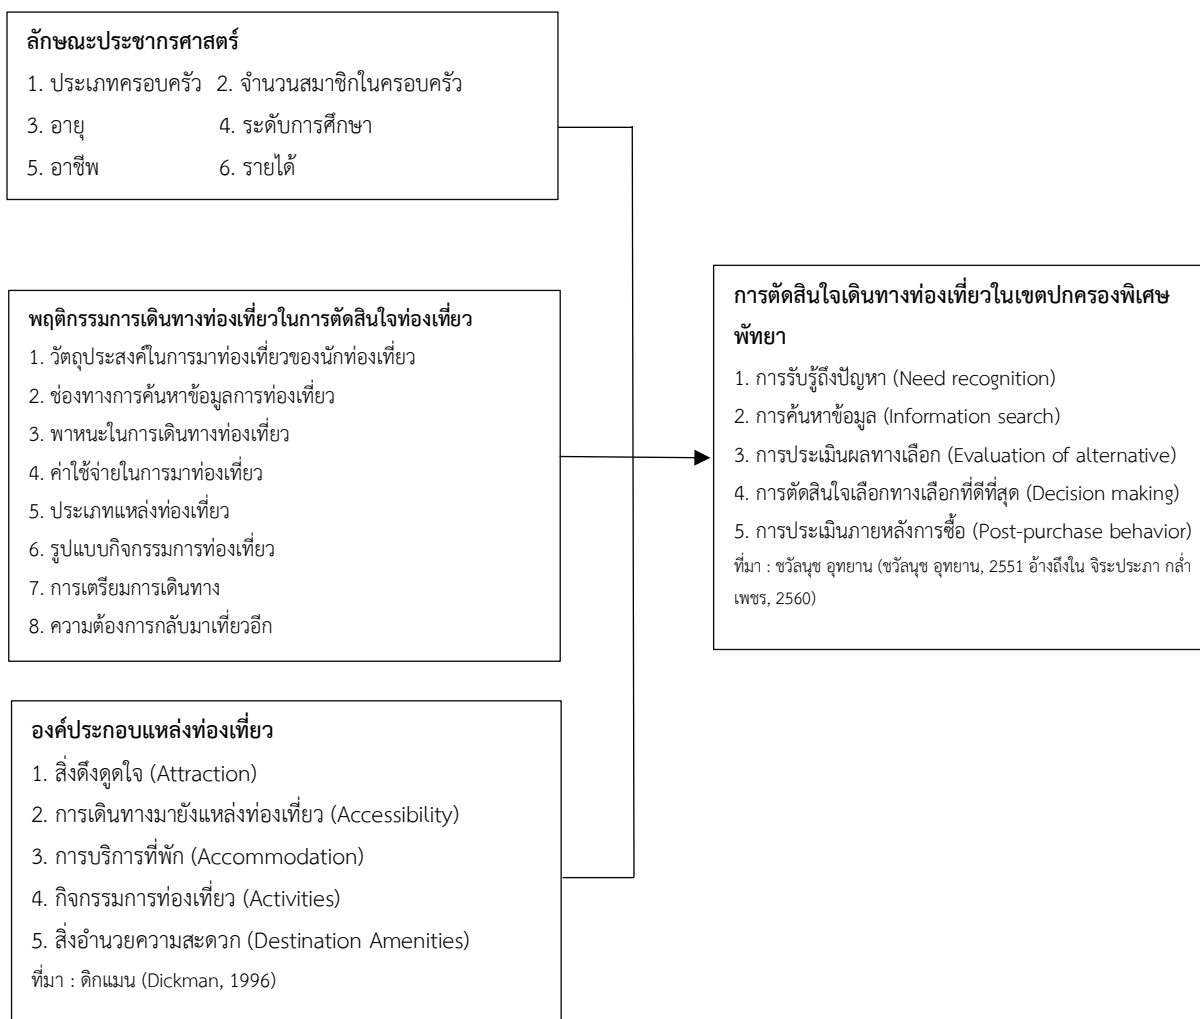 ลักษณะประชากรศาสตร์
1. ประเภทครอบครัว 2. จำนวนสมาชิกในครอบครัว
3. อายุ 4. ระดับการศึกษา
5. อาชีพ 6. รายได้
พฤติกรรมการเดินทางท่องเที่ยวในการตัดสินใจท่องเที่ยว
1. วัตถุประสงค์ในการมาท่องเที่ยวของนักท่องเที่ยว
2. ช่องทางการค้นหาข้อมูลการท่องเที่ยว
3. พาหนะในการเดินทางท่องเที่ยว
4. ค่าใช้จ่ายในการมาท่องเที่ยว
5. ประเภทแหล่งท่องเที่ยว
6. รูปแบบกิจกรรมการท่องเที่ยว
7. การเตรียมการเดินทาง
8. ความต้องการกลับมาเที่ยวอีก
องค์ประกอบแหล่งท่องเที่ยว
1. สิ่งดึงดูดใจ (Attraction)
2. การเดินทางมายังแหล่งท่องเที่ยว (Accessibility)
3. การบริการที่พัก (Accommodation)
4. กิจกรรมการท่องเที่ยว (Activities)
5. สิ่งอำนวยความสะดวก (Destination Amenities)
ที่มา : ดิกแมน (Dickman, 1996)
การตัดสินใจเดินทางท่องเที่ยวในเขตปกครองพิเศษ
พัทยา
1. การรับรู้ถึงปัญหา (Need recognition)
2. การค้นหาข้อมูล (Information search)
3. การประเมินผลทางเลือก (Evaluation of alternative)
4. การตัดสินใจเลือกทางเลือกที่ดีที่สุด (Decision making)
5. การประเมินภายหลังการซื้อ (Post-purchase behavior)
ที่มา : ชวัลนุช อุทยาน (ชวัลนุช อุทยาน, 2551 อ้างถึงใน จิระประภา กล่ำ
เพชร, 2560)